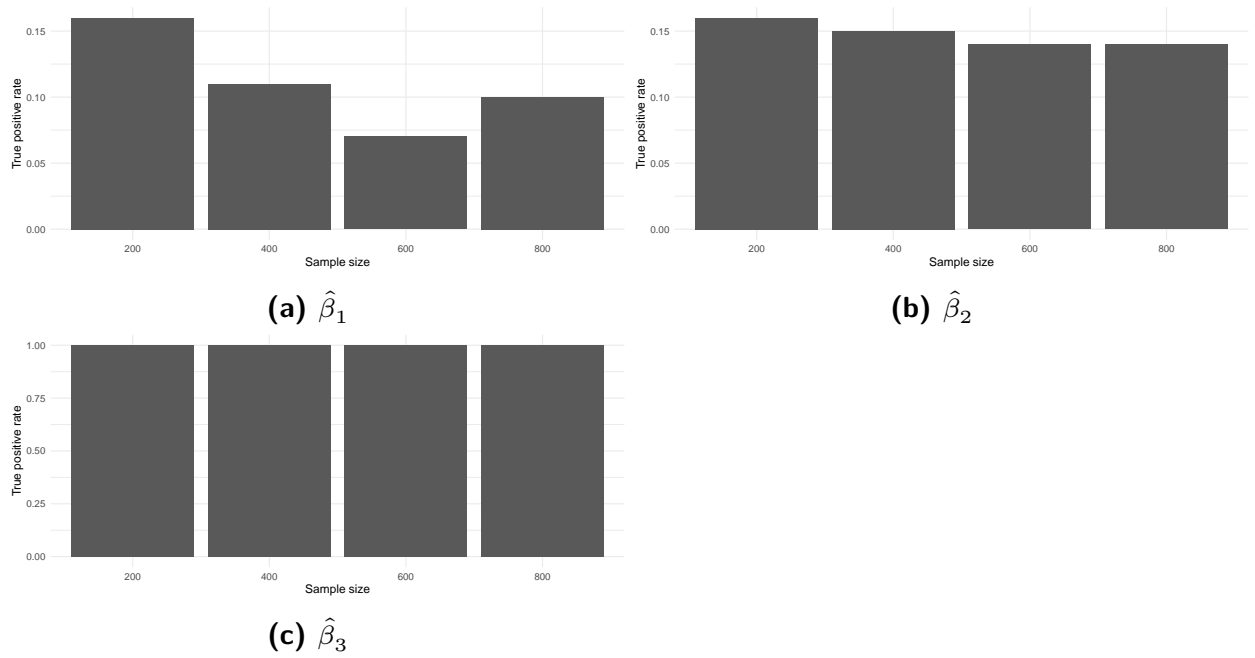 0.15
0.10
0.05
0.00
True positive rate
200 400 600 800
Sample size
(a) β̂₁
0.15
0.10
0.05
0.00
True positive rate
200 400 600 800
Sample size
(b) β̂₂
1.00
0.75
0.50
0.25
0.00
True positive rate
200 400 600 800
Sample size
(c) β̂₃